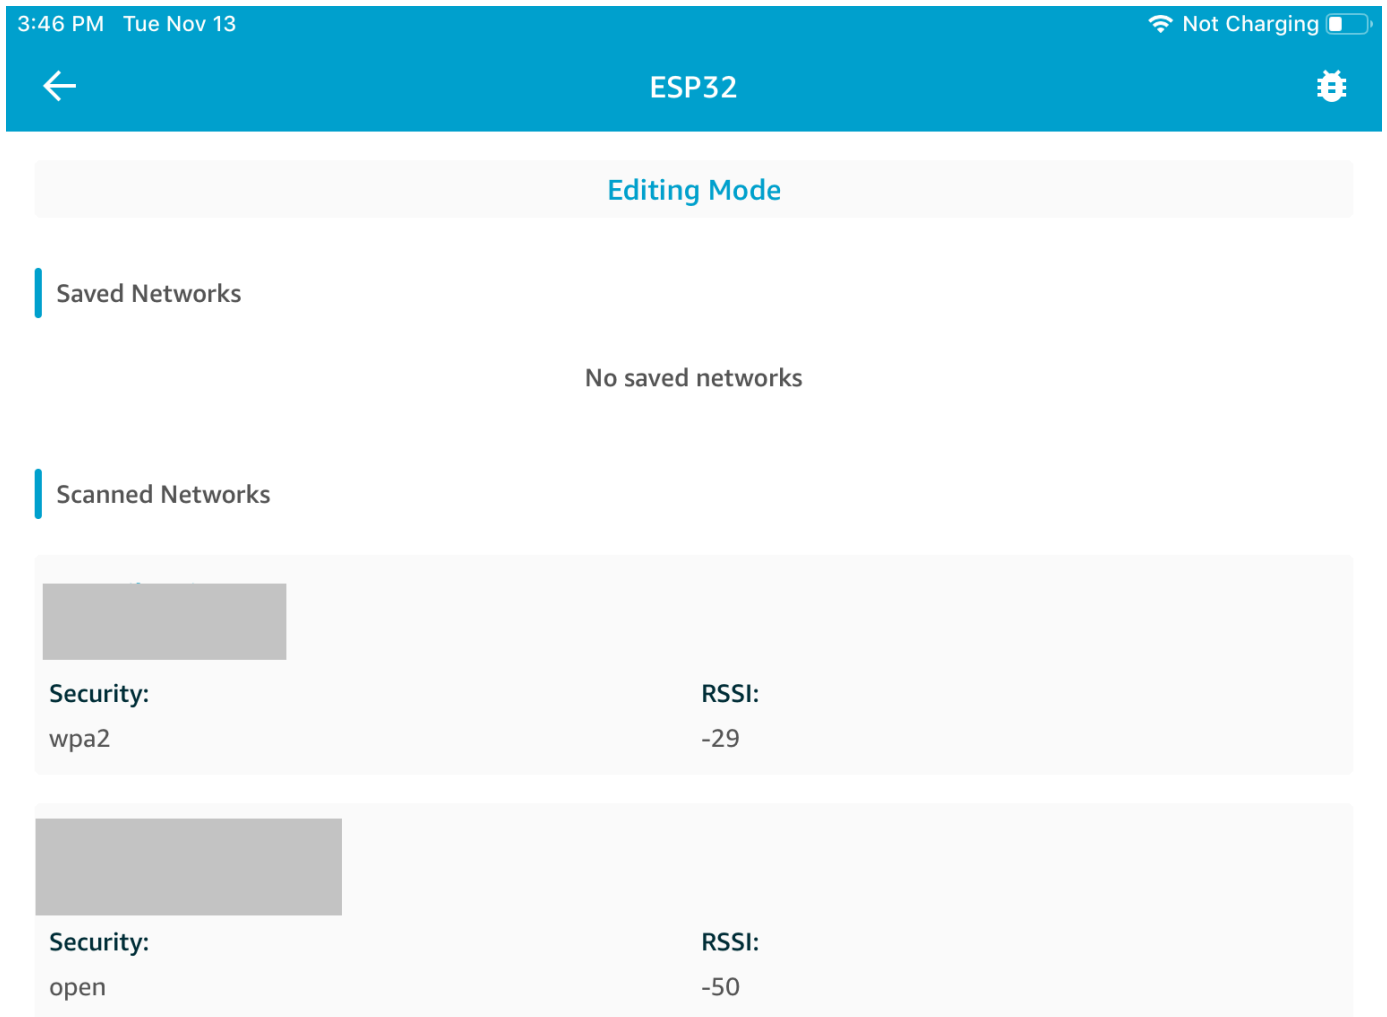 3:46 PM Tue Nov 13 Not Charging
ESP32
Editing Mode
Saved Networks
No saved networks
Scanned Networks
Security: RSSI:
wpa2 -29
Security: RSSI:
open -50